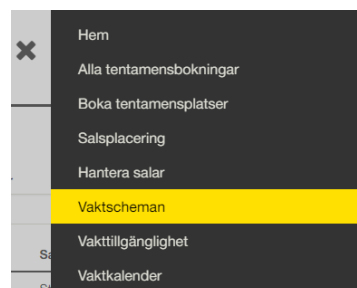 Hem
Alla tentamensbokningar
Boka tentamensplatser
Salsplacering
Hantera salar
Vaktscheman
Vakttillgänglighet
Vaktkalender